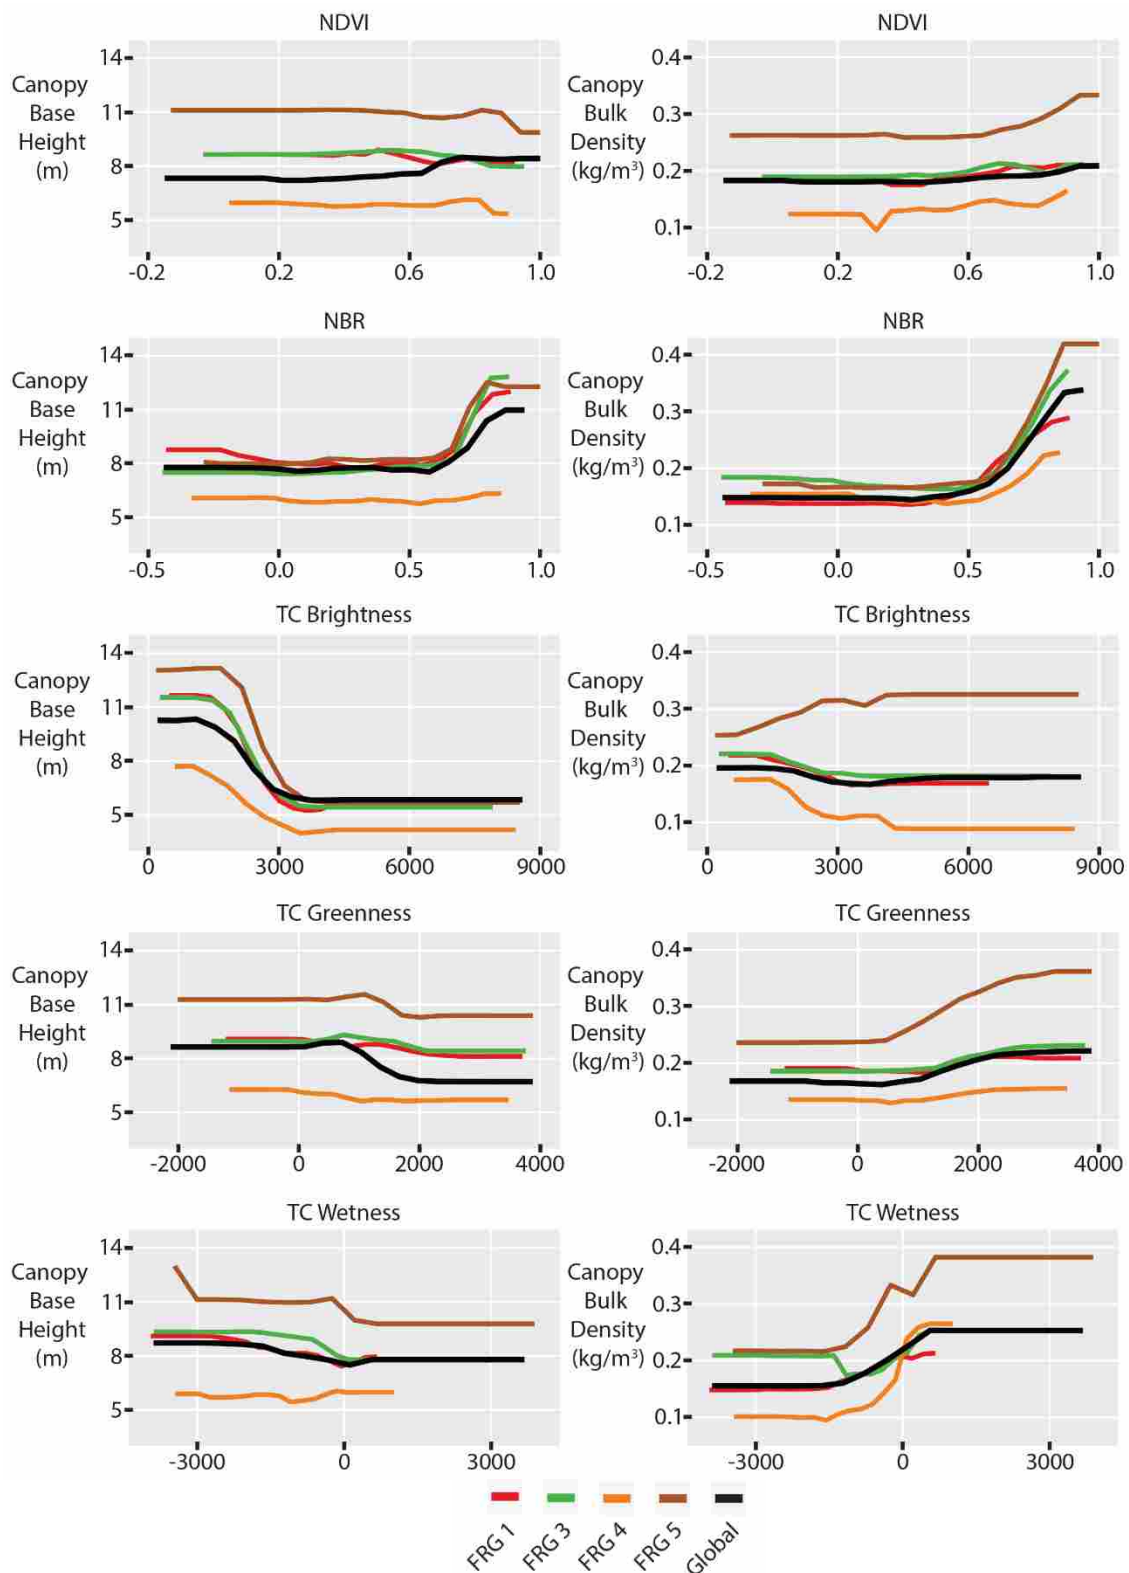 NDVI
Canopy
Base
Height
(m)
14
11
8
5
-0.2
0.2
0.6
1.0
NDVI
Canopy
Bulk
Density
(kg/m³)
0.4
0.3
0.2
0.1
-0.2
0.2
0.6
1.0
NBR
Canopy
Base
Height
(m)
14
11
8
5
-0.5
0.0
0.5
1.0
NBR
Canopy
Bulk
Density
(kg/m³)
0.4
0.3
0.2
0.1
-0.5
0.0
0.5
1.0
TC Brightness
Canopy
Base
Height
(m)
14
11
8
5
0
3000
6000
9000
TC Brightness
Canopy
Bulk
Density
(kg/m³)
0.4
0.3
0.2
0.1
0
3000
6000
9000
TC Greenness
Canopy
Base
Height
(m)
14
11
8
5
-2000
0
2000
4000
TC Greenness
Canopy
Bulk
Density
(kg/m³)
0.4
0.3
0.2
0.1
-2000
0
2000
4000
TC Wetness
Canopy
Base
Height
(m)
14
11
8
5
-3000
0
3000
TC Wetness
Canopy
Bulk
Density
(kg/m³)
0.4
0.3
0.2
0.1
-3000
0
3000
FRG 1
FRG 3
FRG 4
FRG 5
Global